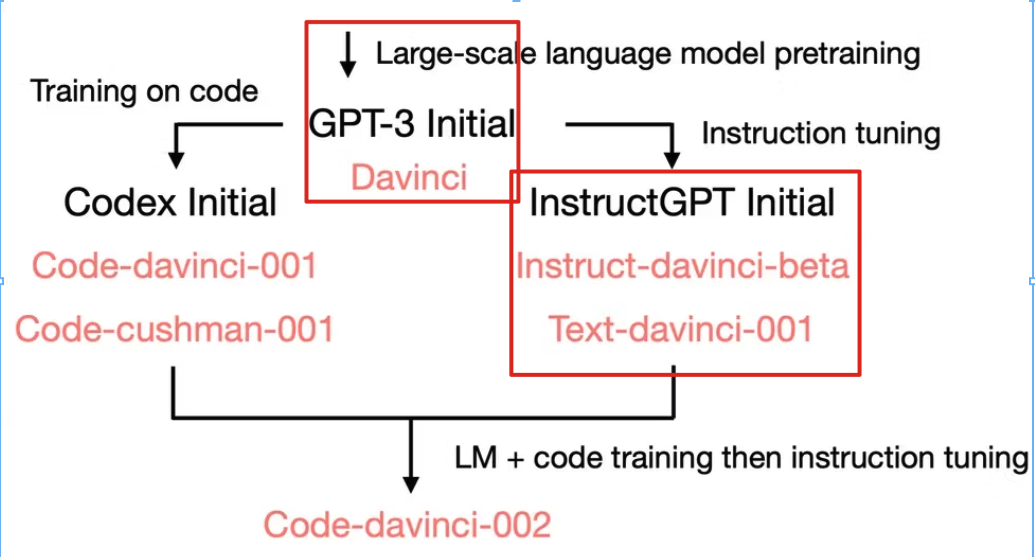 Large-scale language model pretraining
Training on code
GPT-3 Initial
Instruction tuning
Davinci
Codex Initial
InstructGPT Initial
Code-davinci-001
Instruct-davinci-beta
Code-cushman-001
Text-davinci-001
LM + code training then instruction tuning
Code-davinci-002